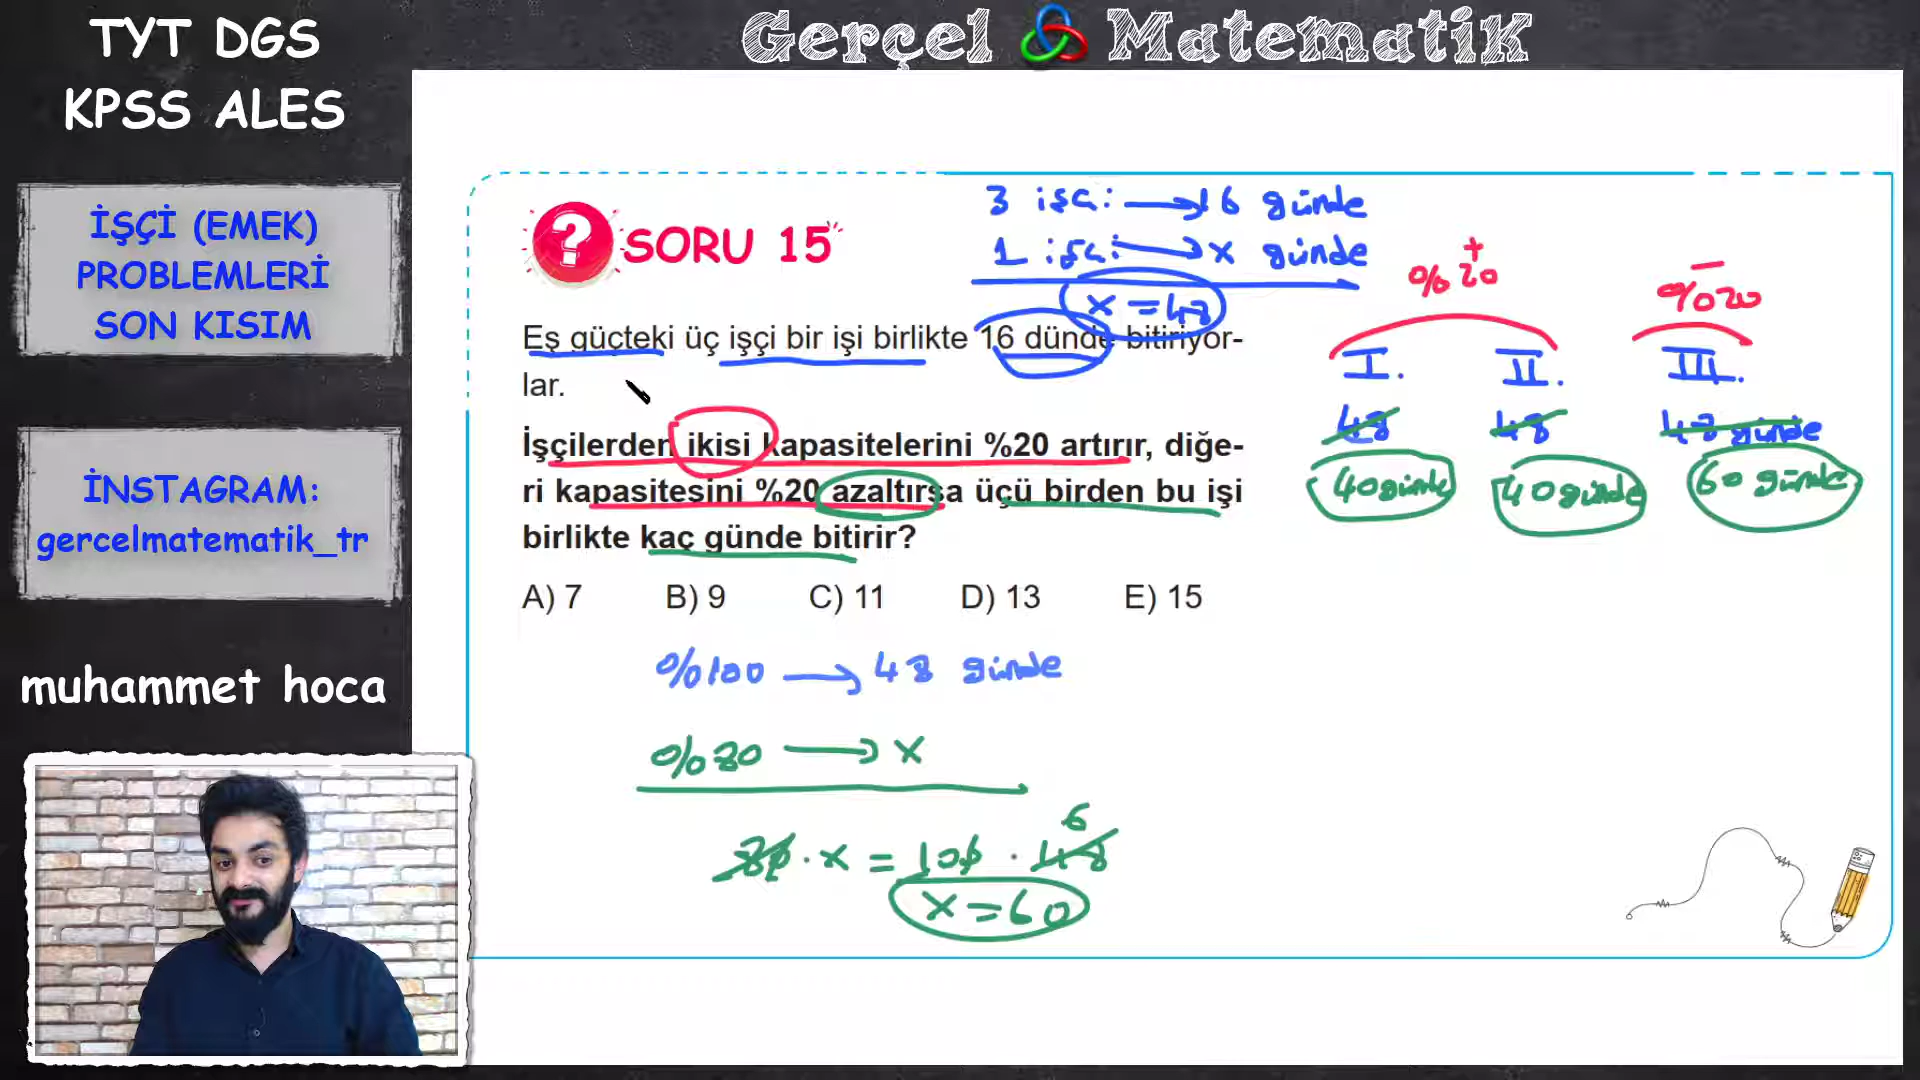 TYT DGS
KPSS ALES
Gerçel Matematik
İŞÇİ (EMEK)
PROBLEMLERİ
SON KISIM
İNSTAGRAM:
gercelmatematik_tr
muhammet hoca
SORU 15
3 işçi → 16 günde
1 işçi → x günde
x = 48
Eş güçteki üç işçi bir işi birlikte 16 dünde bitiriyor-
lar.
İşçilerden ikisi kapasitelerini %20 artırır, diğe-
ri kapasitesini %20 azaltırsa üçü birden bu işi
birlikte kaç günde bitirir?
A) 7 B) 9 C) 11 D) 13 E) 15
+ −
%20 %20
I. II. III.
48 48 48 günde
40 günde 40 günde 60 günde
%100 → 48 günde
%80 → x
6
80 . x = 100 . 48
x = 60